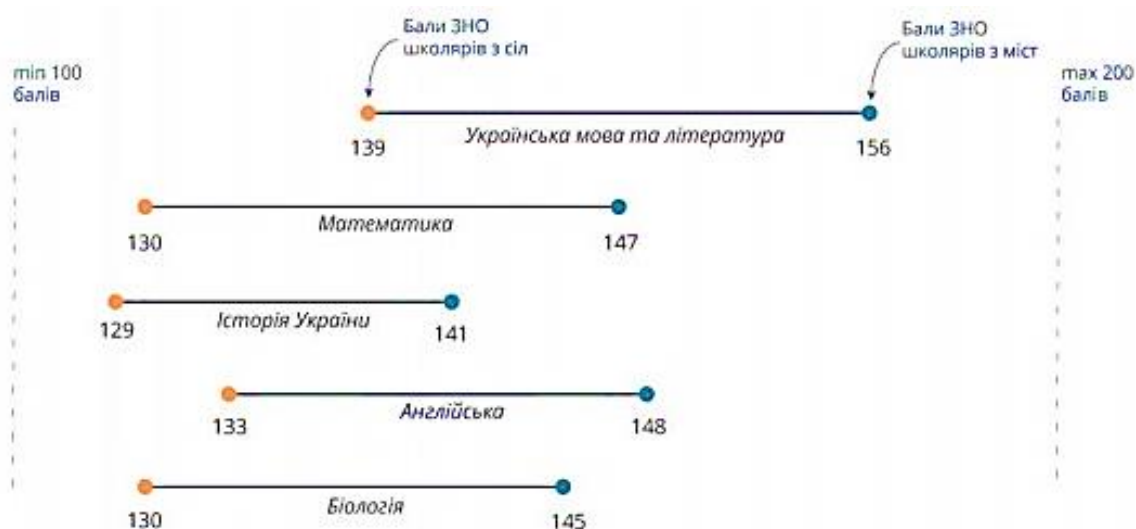 Бали ЗНО
школярів з сіл
Бали ЗНО
школярів з міст
min 100
балів
max 200
балів
Українська мова та література
139
156
Математика
130
147
Історія України
129
141
Англійська
133
148
Біологія
130
145